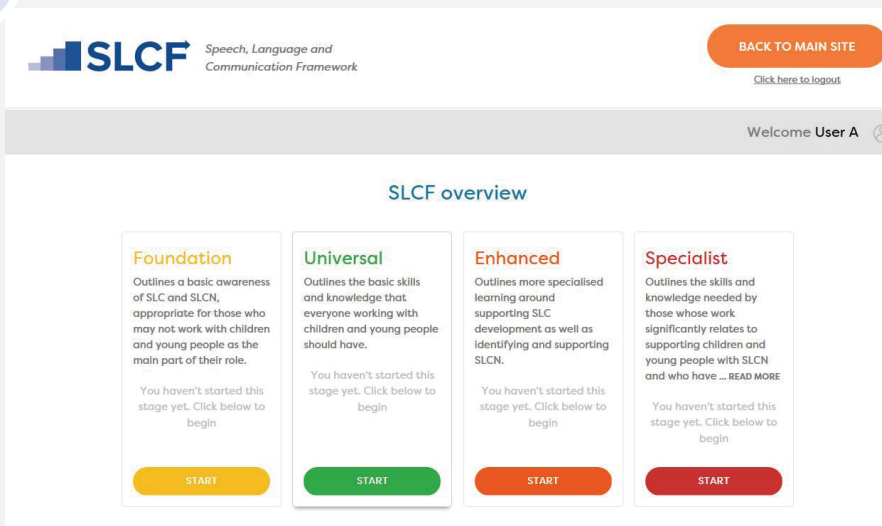 SLCF
Speech, Language and
Communication Framework
BACK TO MAIN SITE
Click here to logout
Welcome User A
SLCF overview
Foundation
Outlines a basic awareness
of SLC and SLCN,
appropriate for those who
may not work with children
and young people as the
main part of their role.
You haven't started this
stage yet. Click below to
begin
START
Universal
Outlines the basic skills
and knowledge that
everyone working with
children and young people
should have.
You haven't started this
stage yet. Click below to
begin
START
Enhanced
Outlines more specialised
learning around
supporting SLC
development as well as
identifying and supporting
SLCN.
You haven't started this
stage yet. Click below to
begin
START
Specialist
Outlines the skills and
knowledge needed by
those whose work
significantly relates to
supporting children and
young people with SLCN
and who have ... READ MORE
You haven't started this
stage yet. Click below to
begin
START